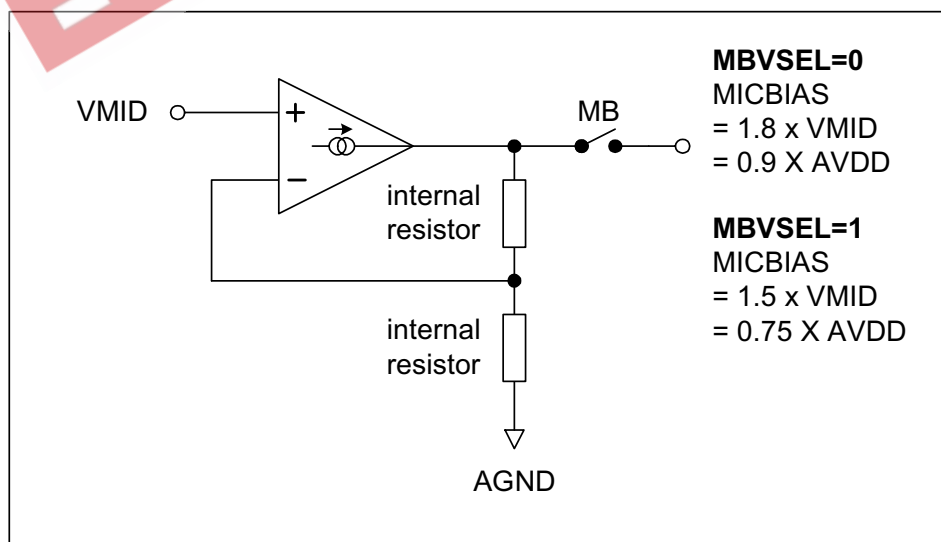 MBVSEL=0
MICBIAS
= 1.8 x VMID
= 0.9 X AVDD
VMID
+
−
MB
internal
resistor
MBVSEL=1
MICBIAS
= 1.5 x VMID
= 0.75 X AVDD
internal
resistor
AGND